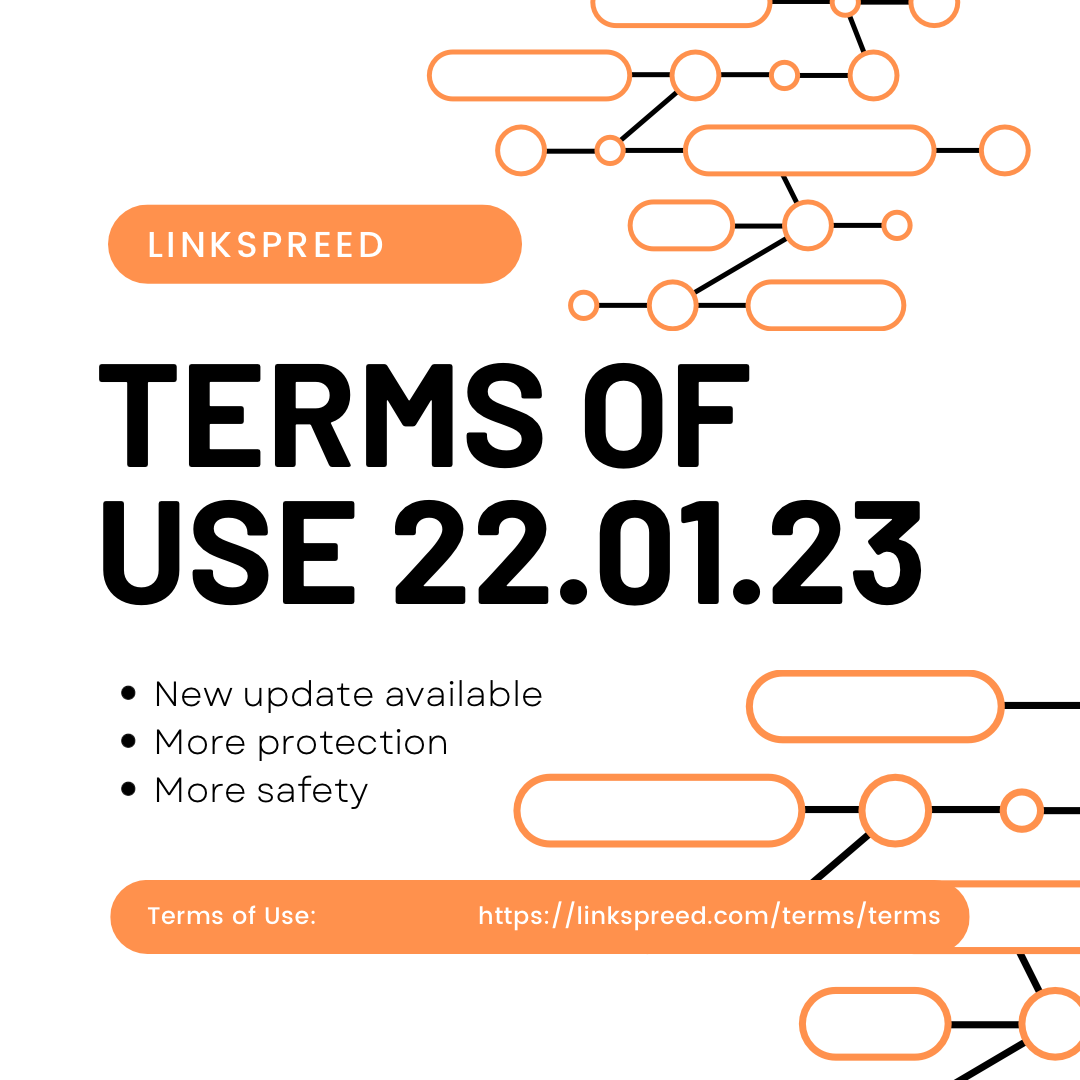 LINKSPREED
TERMS OF
USE 22.01.23
• New update available
• More protection
• More safety
Terms of Use: https://linkspreed.com/terms/terms